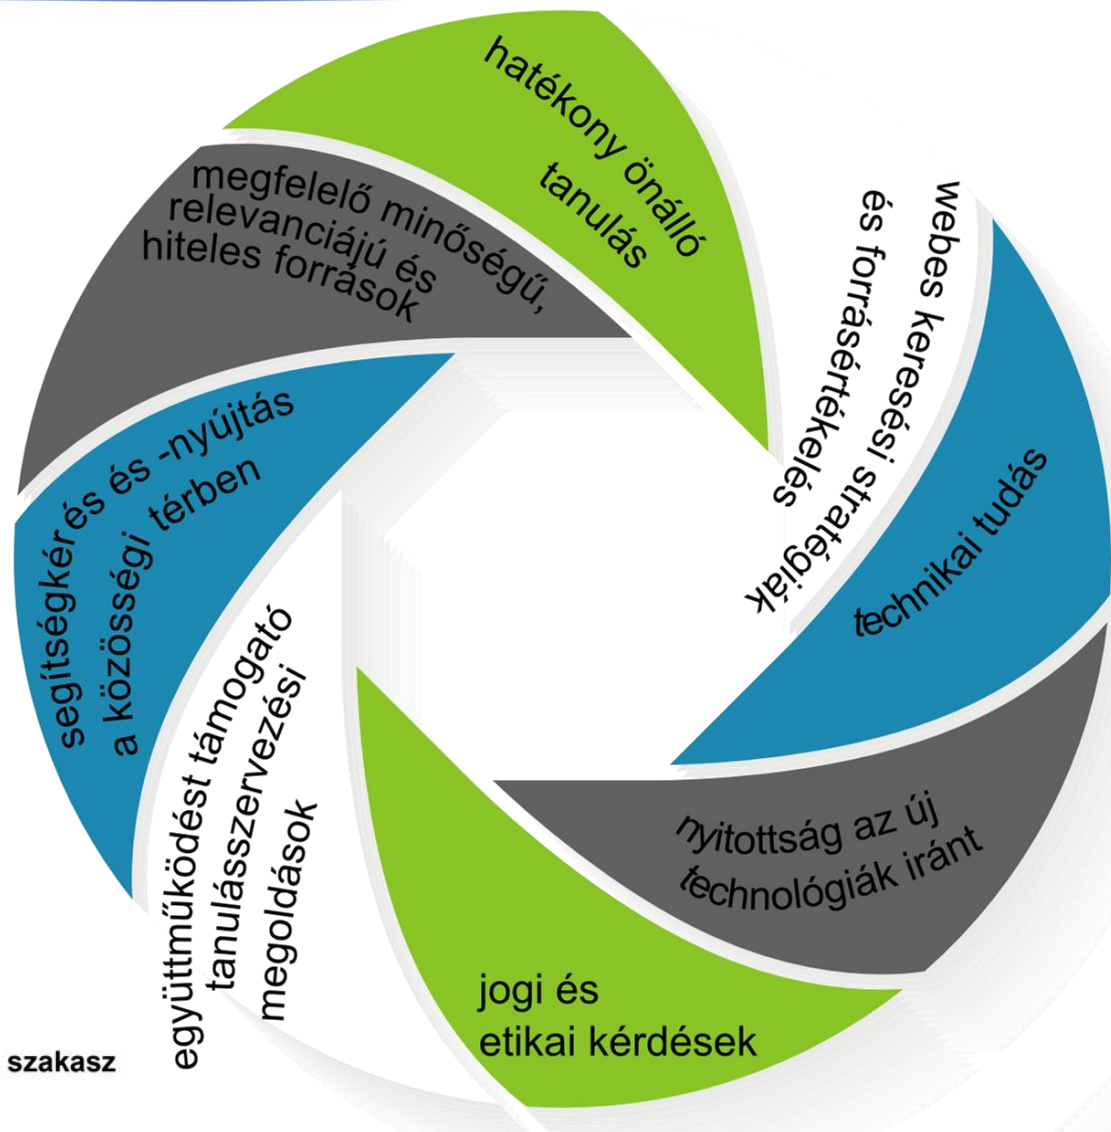 hatékony önálló
tanulás
webes keresési stratégiák
és forrásértékelés
technikai tudás
nyitottság az új
technológiák iránt
jogi és
etikai kérdések
együttműködést támogató
tanulásszervezési
megoldások
segítségkérés és -nyújtás
a közösségi térben
megfelelő minőségű,
relevanciájú és
hiteles források
szakasz